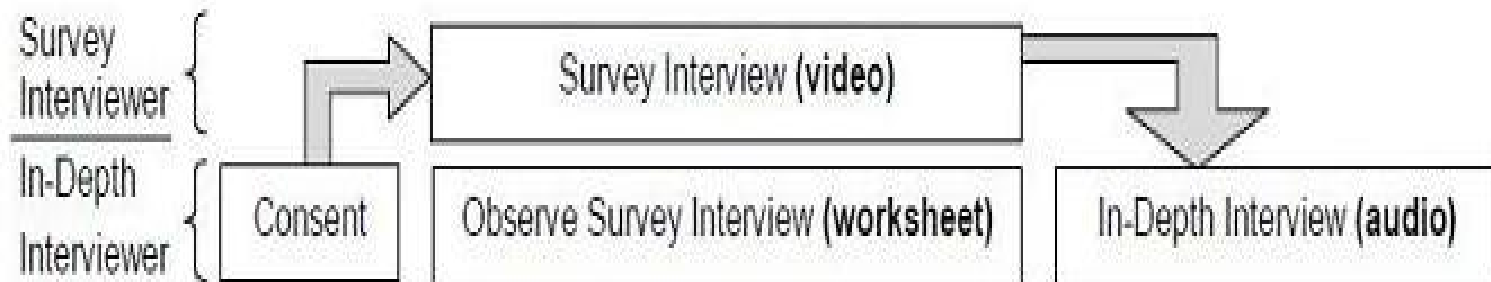 Survey
Interviewer
Survey Interview (video)
In-Depth
Interviewer
Consent
Observe Survey Interview (worksheet)
In-Depth Interview (audio)